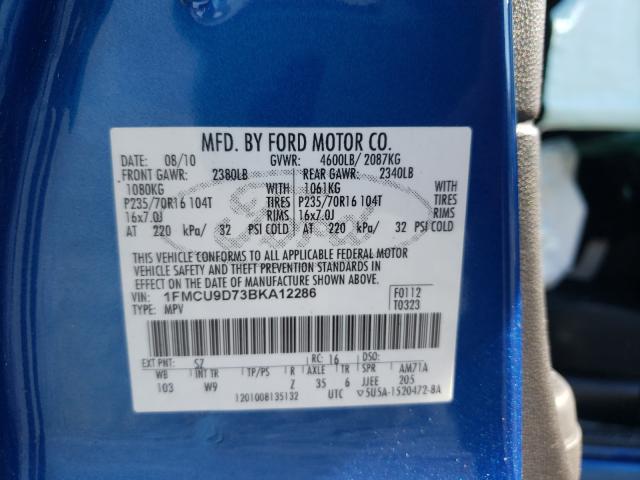 MFD. BY FORD MOTOR CO.
DATE: 08/10 GVWR: 4600LB/ 2087KG
FRONT GAWR: 2380LB REAR GAWR: 2340LB
1080KG WITH 1061KG WITH
P235/70R16 104T TIRES P235/70R16 104T TIRES
16x7.0J RIMS 16x7.0J RIMS
AT 220 kPa/ 32 PSI COLD AT 220 kPa/ 32 PSI COLD
Ford
THIS VEHICLE CONFORMS TO ALL APPLICABLE FEDERAL MOTOR
VEHICLE SAFETY AND THEFT PREVENTION STANDARDS IN
EFFECT ON THE DATE OF MANUFACTURE SHOWN ABOVE.
VIN: 1FMCU9D73BKA12286 F0112
TYPE: MPV T0323
EXT PNT: SZ RC: 16 DSO:
WB INT TR TP/PS R AXLE TR SPR AM71A
103 W9 Z 35 6 JJEE 205
1201008135132 UTC 5U5A-1520472-8A